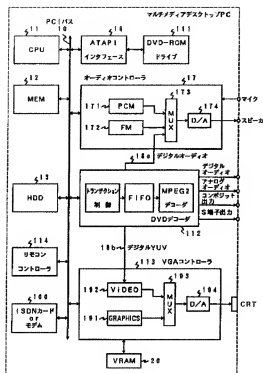 マルチメディアデスクトップPC
PCIバス
10
11
CPU
16
ATAPI
インタフェース
111
DVD-ROM
ドライブ
12
MEM
オーディオコントローラ
17
171
PCM
172
FM
173
MUX
174
D/A
マイク
スピーカ
18a
デジタルオーディオ
13
HDD
トランザクション
制御
FIFO
MPEG2
デコーダ
DVDデコーダ
112
デジタル
オーディオ
アナログ
オーディオ
コンポジット
出力
S端子出力
114
リモコン
コントローラ
18b
デジタルYUV
113
VGAコントローラ
192
VIDEO
191
GRAPHICS
193
MUX
194
D/A
CRT
100
ISDNカード
or
モデム
VRAM
20